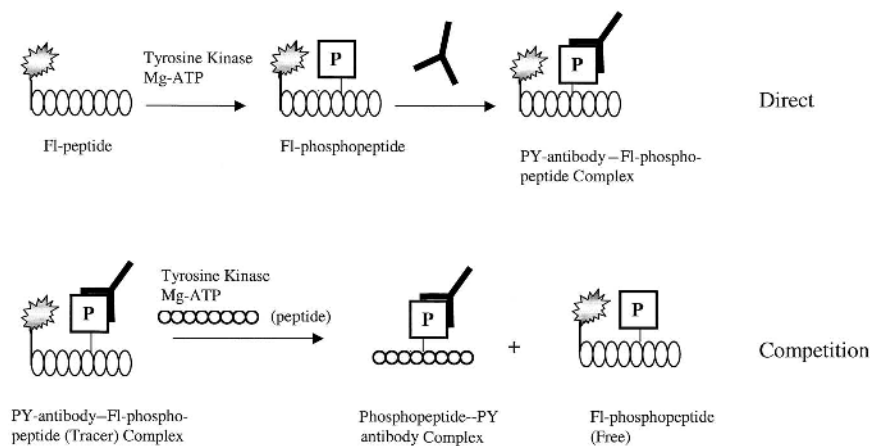 Tyrosine Kinase
Mg-ATP
P
P
Direct
Fl-peptide
Fl-phosphopeptide
PY-antibody–Fl-phospho-
peptide Complex
Tyrosine Kinase
Mg-ATP
(peptide)
P
P
P
+
Competition
PY-antibody–Fl-phospho-
peptide (Tracer) Complex
Phosphopeptide--PY
antibody Complex
Fl-phosphopeptide
(Free)